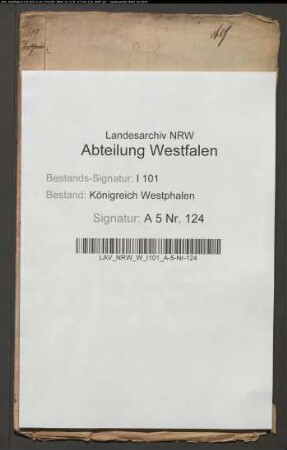 Landesarchiv NRW
Abteilung Westfalen
Bestands-Signatur: I 101
Bestand: Königreich Westphalen
Signatur: A 5 Nr. 124
LAV_NRW_W_I101_A-5-Nr-124